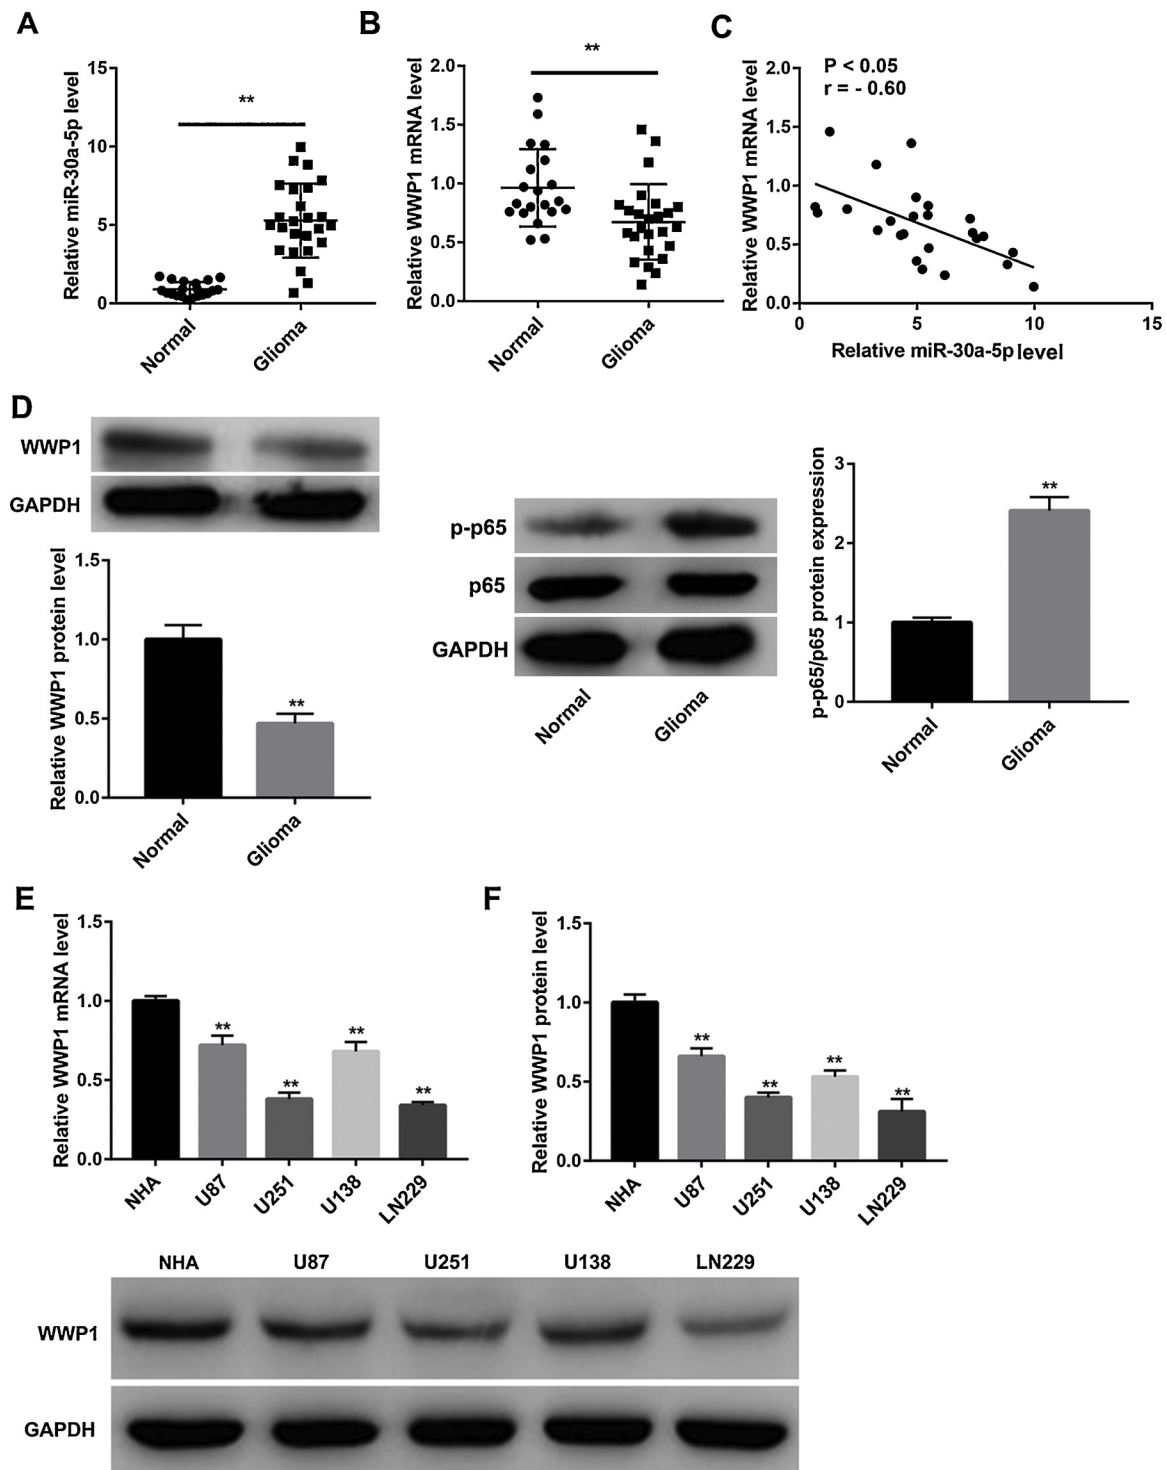 A
Relative miR-30a-5p level
15
10
5
0
**
Normal
Glioma
B
Relative WWP1 mRNA level
2.0
1.5
1.0
0.5
0.0
**
Normal
Glioma
C
Relative WWP1 mRNA level
2.0
1.5
1.0
0.5
0.0
P < 0.05
r = - 0.60
0
5
10
15
Relative miR-30a-5p level
D
WWP1
GAPDH
Relative WWP1 protein level
1.5
1.0
0.5
0.0
**
Normal
Glioma
p-p65
p65
GAPDH
Normal
Glioma
p-p65/p65 protein expression
3
2
1
0
**
Normal
Glioma
E
Relative WWP1 mRNA level
1.5
1.0
0.5
0.0
**
**
**
**
NHA
U87
U251
U138
LN229
F
Relative WWP1 protein level
1.5
1.0
0.5
0.0
**
**
**
**
NHA
U87
U251
U138
LN229
NHA U87 U251 U138 LN229
WWP1
GAPDH